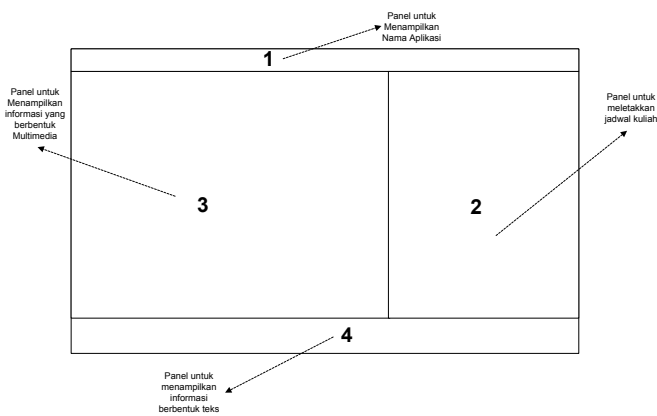 Panel untuk
Menampilkan
Nama Aplikasi
1
Panel untuk
Menampilkan
informasi yang
berbentuk
Multimedia
Panel untuk
meletakkan
jadwal kuliah
3
2
4
Panel untuk
menampilkan
informasi
berbentuk teks